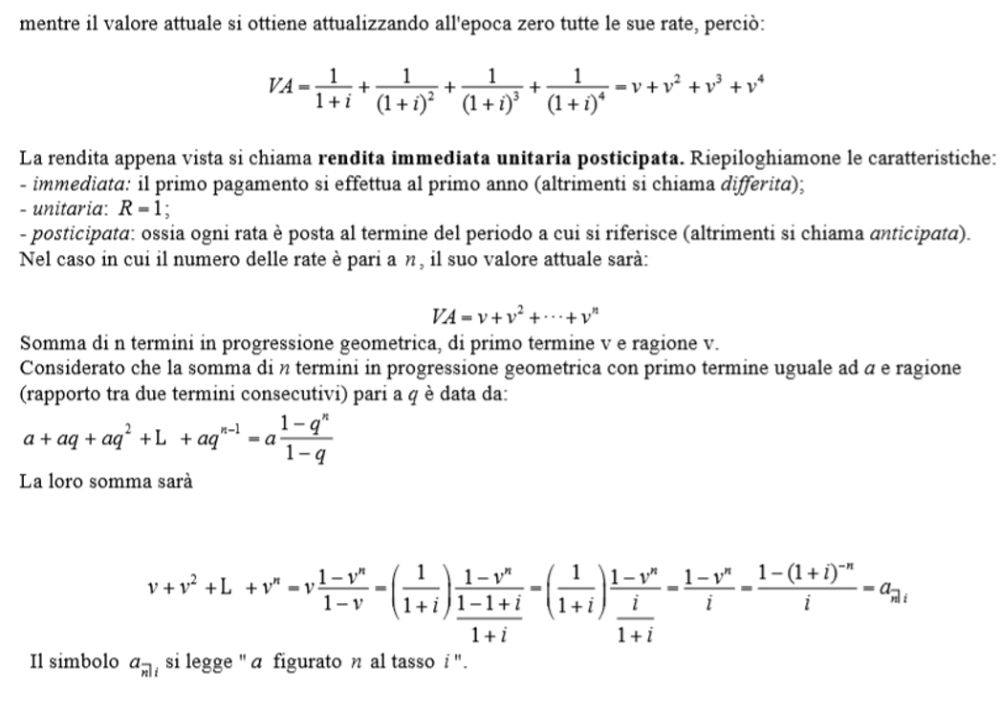 mentre il valore attuale si ottiene attualizzando all'epoca zero tutte le sue rate, perciò:
VA = \frac{1}{1+i} + \frac{1}{(1+i)^2} + \frac{1}{(1+i)^3} + \frac{1}{(1+i)^4} = v + v^2 + v^3 + v^4
La rendita appena vista si chiama rendita immediata unitaria posticipata. Riepiloghiamone le caratteristiche:
- immediata: il primo pagamento si effettua al primo anno (altrimenti si chiama differita);
- unitaria: R = 1;
- posticipata: ossia ogni rata è posta al termine del periodo a cui si riferisce (altrimenti si chiama anticipata).
Nel caso in cui il numero delle rate è pari a n, il suo valore attuale sarà:
VA = v + v^2 + ⋯ + v^n
Somma di n termini in progressione geometrica, di primo termine v e ragione v.
Considerato che la somma di n termini in progressione geometrica con primo termine uguale ad a e ragione
(rapporto tra due termini consecutivi) pari a q è data da:
a + aq + aq^2 + L + aq^{n-1} = a \frac{1-q^n}{1-q}
La loro somma sarà
v + v^2 + L + v^n = v \frac{1-v^n}{1-v} = \left(\frac{1}{1+i}\right) \frac{1-v^n}{\frac{1-1+i}{1+i}} = \left(\frac{1}{1+i}\right) \frac{1-v^n}{\frac{i}{1+i}} = \frac{1-v^n}{i} = \frac{1-(1+i)^{-n}}{i} = a_{\overline{n|}i}
Il simbolo a_{\overline{n|}i} si legge " a figurato n al tasso i ".